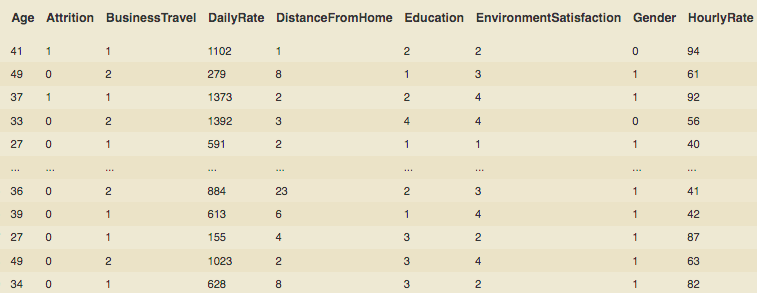 Age Attrition BusinessTravel DailyRate DistanceFromHome Education EnvironmentSatisfaction Gender HourlyRate
41 1 1 1102 1 2 2 0 94
49 0 2 279 8 1 3 1 61
37 1 1 1373 2 2 4 1 92
33 0 2 1392 3 4 4 0 56
27 0 1 591 2 1 1 1 40
... ... ... ... ... ... ... ... ...
36 0 2 884 23 2 3 1 41
39 0 1 613 6 1 4 1 42
27 0 1 155 4 3 2 1 87
49 0 2 1023 2 3 4 1 63
34 0 1 628 8 3 2 1 82